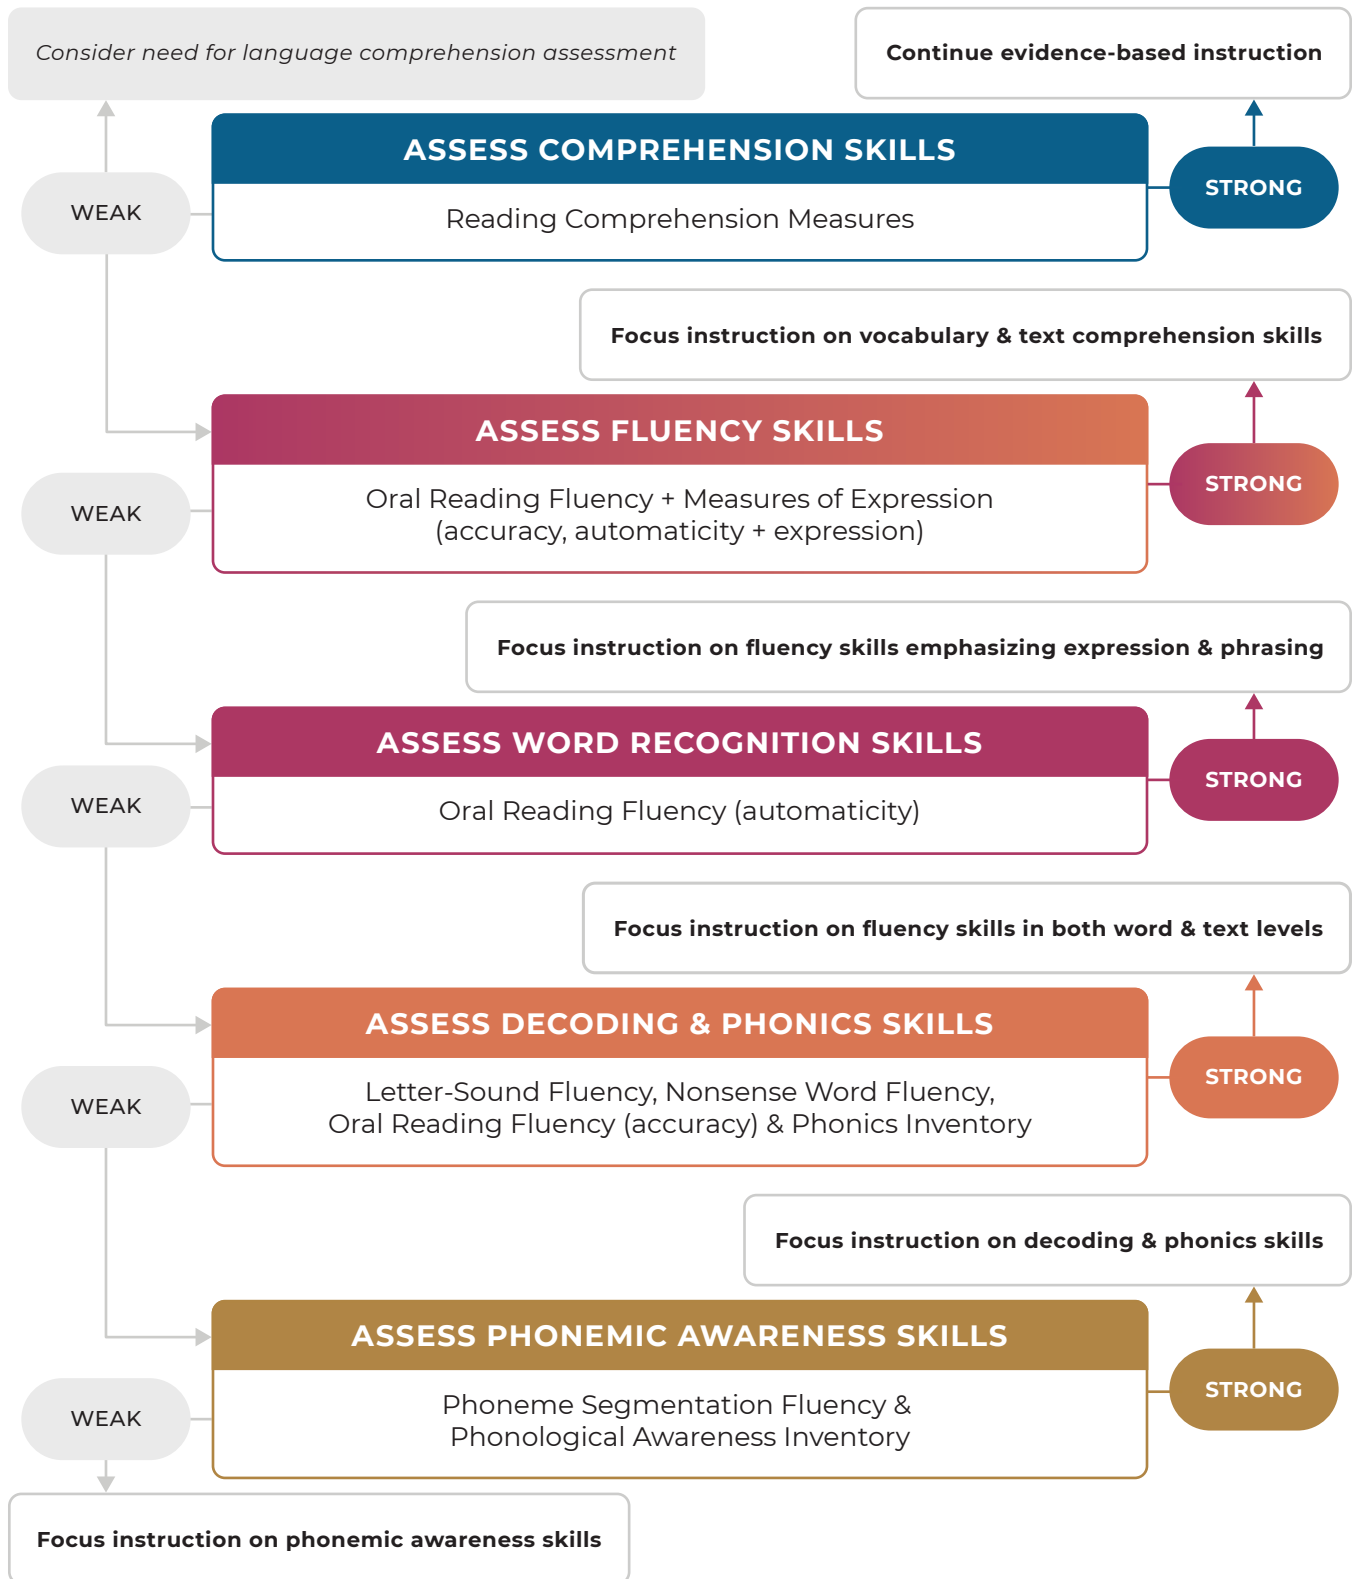 Consider need for language comprehension assessment
Continue evidence-based instruction
ASSESS COMPREHENSION SKILLS
WEAK
Reading Comprehension Measures
STRONG
Focus instruction on vocabulary & text comprehension skills
ASSESS FLUENCY SKILLS
WEAK
Oral Reading Fluency + Measures of Expression
(accuracy, automaticity + expression)
STRONG
Focus instruction on fluency skills emphasizing expression & phrasing
ASSESS WORD RECOGNITION SKILLS
WEAK
Oral Reading Fluency (automaticity)
STRONG
Focus instruction on fluency skills in both word & text levels
ASSESS DECODING & PHONICS SKILLS
WEAK
Letter-Sound Fluency, Nonsense Word Fluency,
Oral Reading Fluency (accuracy) & Phonics Inventory
STRONG
Focus instruction on decoding & phonics skills
ASSESS PHONEMIC AWARENESS SKILLS
WEAK
Phoneme Segmentation Fluency &
Phonological Awareness Inventory
STRONG
Focus instruction on phonemic awareness skills